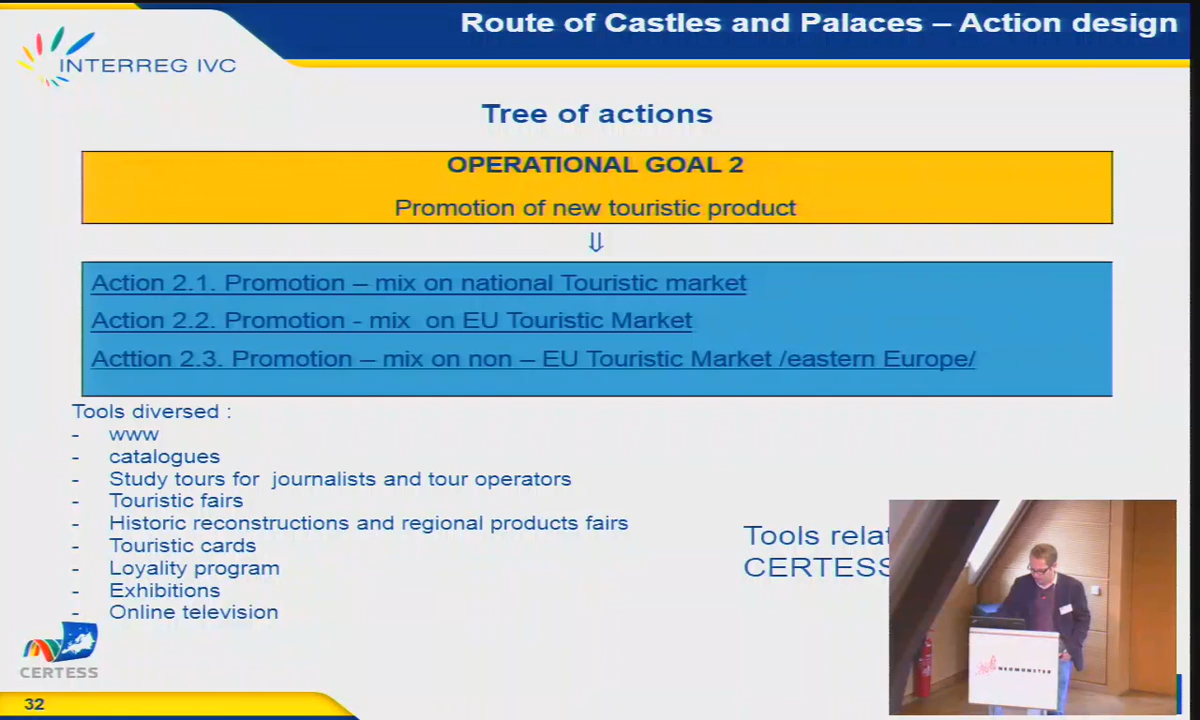 Route of Castles and Palaces – Action design
INTERREG IVC
Tree of actions
OPERATIONAL GOAL 2
Promotion of new touristic product
⇓
Action 2.1. Promotion – mix on national Touristic market
Action 2.2. Promotion - mix on EU Touristic Market
Acttion 2.3. Promotion – mix on non – EU Touristic Market /eastern Europe/
Tools diversed :
- www
- catalogues
- Study tours for journalists and tour operators
- Touristic fairs
- Historic reconstructions and regional products fairs
- Touristic cards
- Loyality program
- Exhibitions
- Online television
Tools
CERTESS
NEUMÜNSTER
CERTESS
32